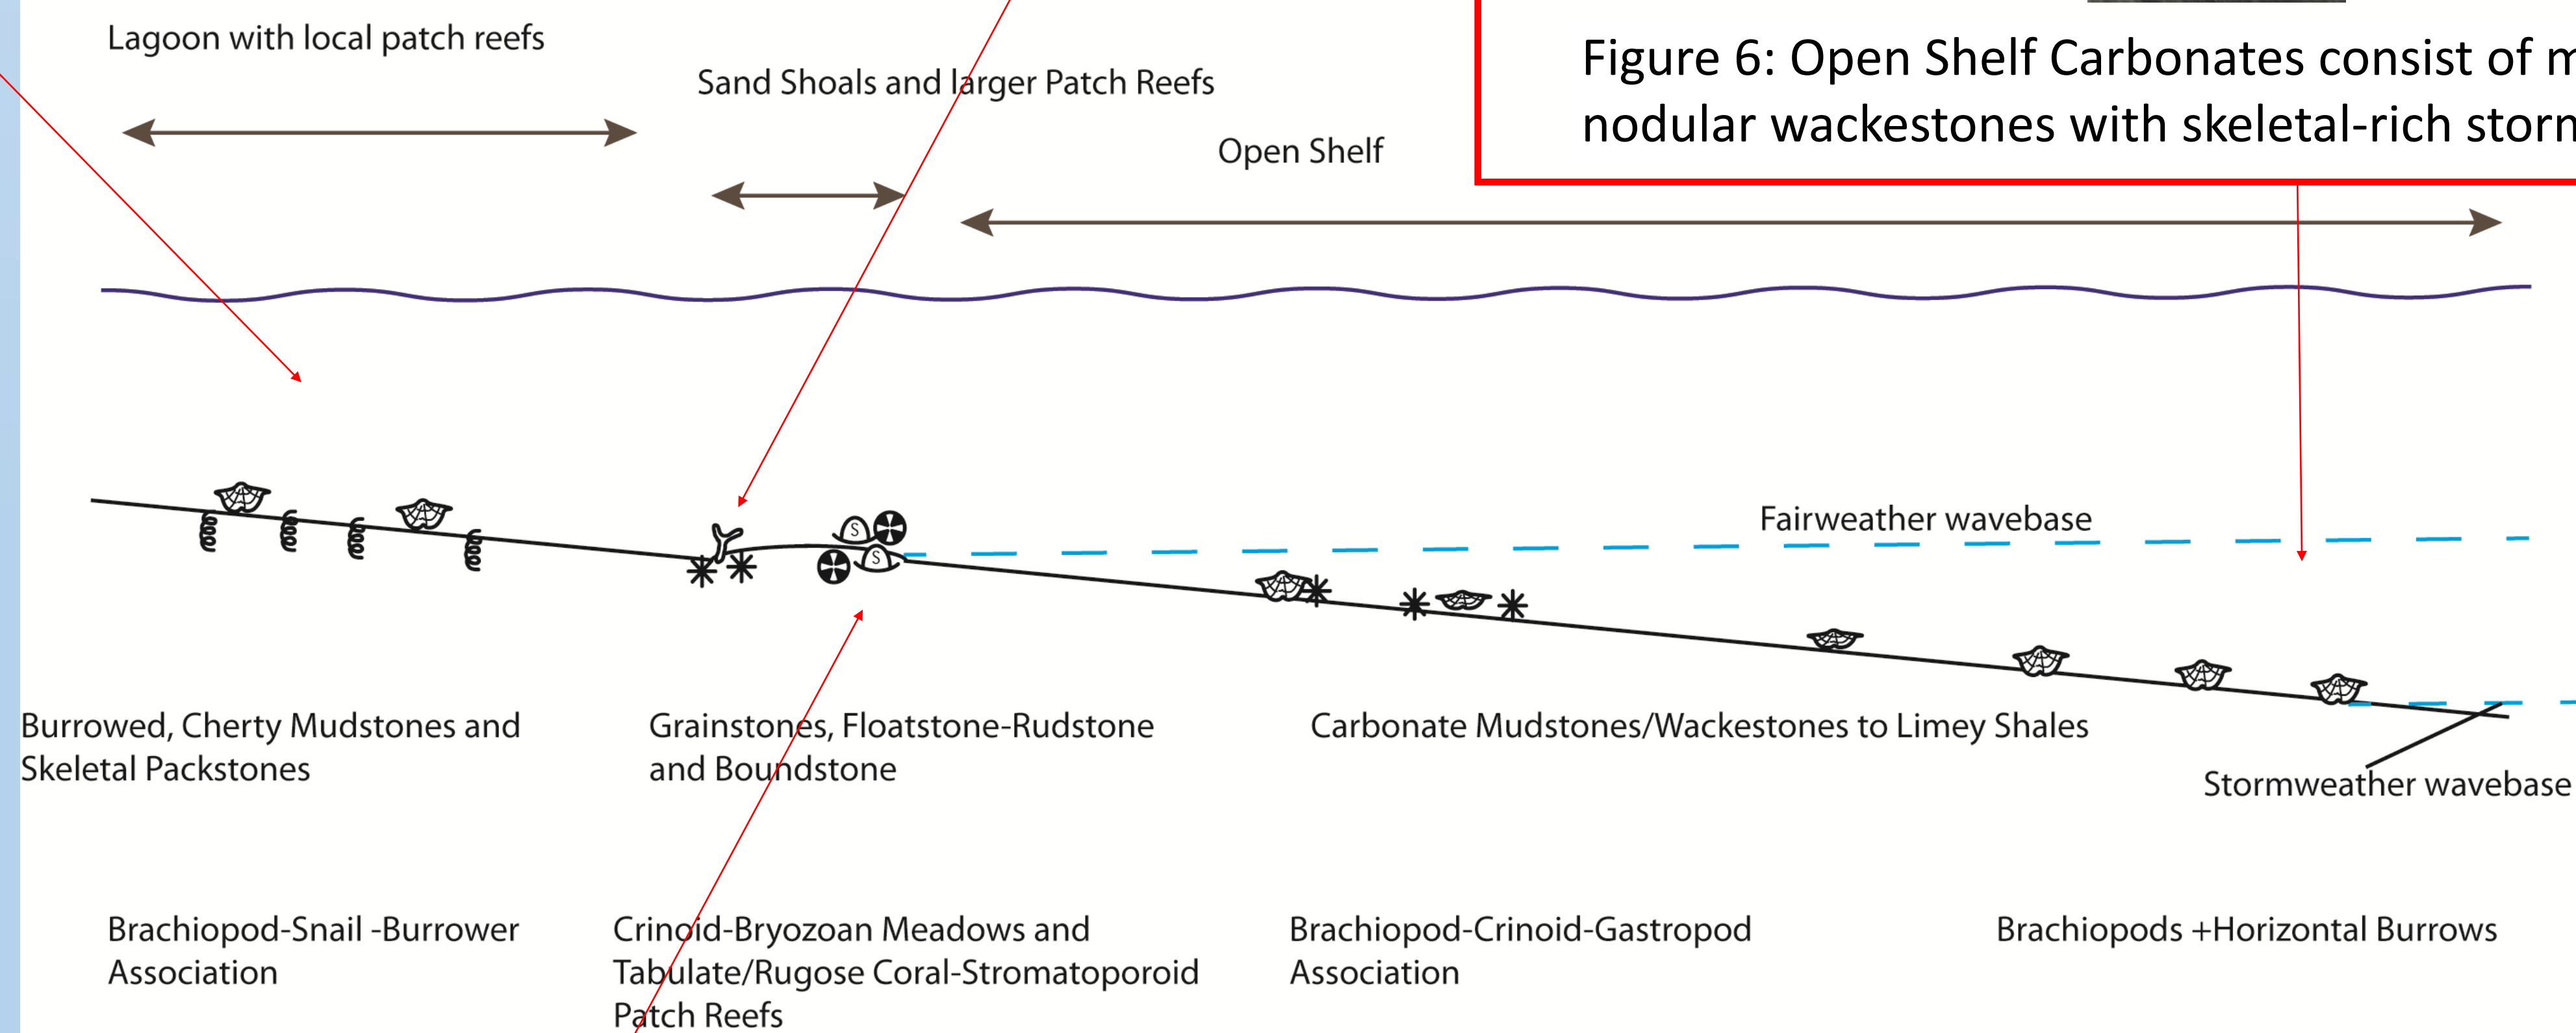 Lagoon with local patch reefs
Sand Shoals and larger Patch Reefs
Open Shelf
Figure 6: Open Shelf Carbonates consist of
nodular wackestones with skeletal-rich
Fairweather wavebase
S
S
Burrowed, Cherty Mudstones and
Skeletal Packstones
Grainstones, Floatstone-Rudstone
and Boundstone
Carbonate Mudstones/Wackestones to Limey Shales
Stormweather wavebase
Brachiopod-Snail -Burrower
Association
Crinoid-Bryozoan Meadows and
Tabulate/Rugose Coral-Stromatoporoid
Patch Reefs
Brachiopod-Crinoid-Gastropod
Association
Brachiopods +Horizontal Burrows